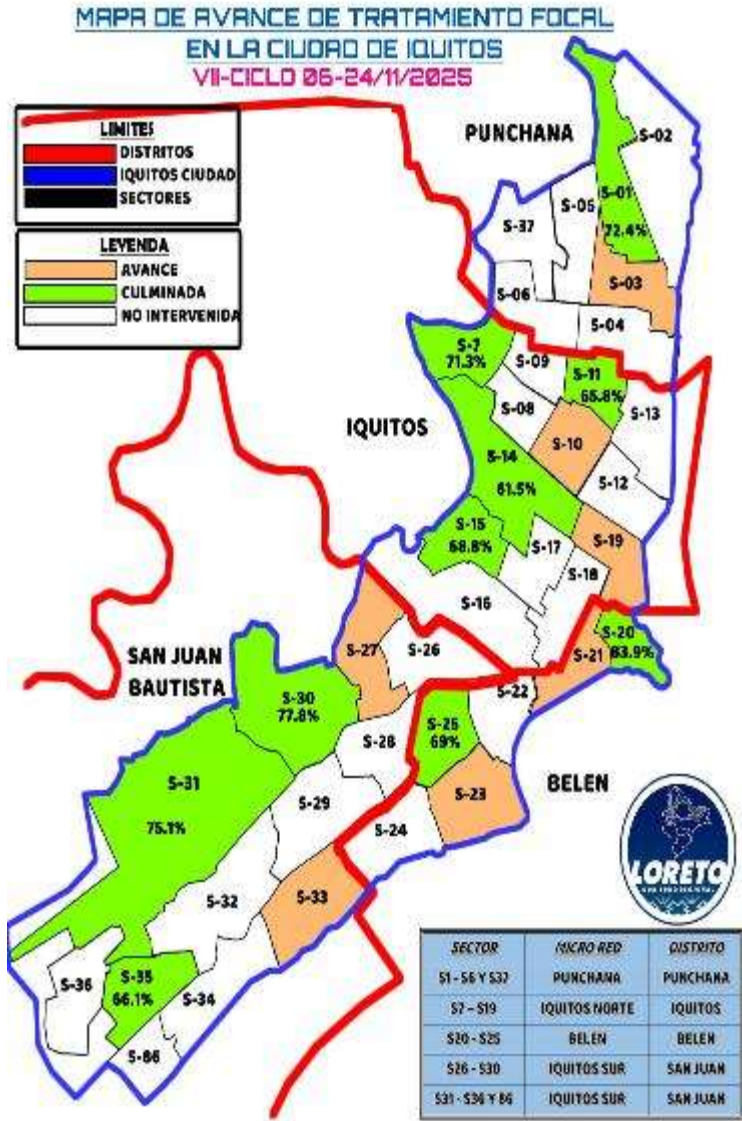 MAPA DE AVANCE DE TRATAMIENTO FOCAL
EN LA CIUDAD DE IQUITOS
VII-CICLO 06-24/11/2025
LIMITES
DISTRITOS
IQUITOS CIUDAD
SECTORES
LEYENDA
AVANCE
CULMINADA
NO INTERVENIDA
PUNCHANA
S-02
S-01
72.4%
S-05
S-37
S-03
S-06
S-04
S-7
71.3%
S-09
S-11
65.8%
S-08
S-13
IQUITOS
S-10
S-14
61.5%
S-12
S-15
68.8%
S-17
S-19
S-18
S-16
S-20
83.9%
S-21
S-27
S-26
SAN JUAN
BAUTISTA
S-30
77.8%
S-22
S-25
69%
S-28
S-31
75.1%
S-29
S-23
BELEN
S-24
S-32
S-33
S-36
S-35
66.1%
S-34
S-86
LORETO
SECTOR MICRO RED DISTRITO
S1 - S6 Y S37 PUNCHANA PUNCHANA
S7 - S19 IQUITOS NORTE IQUITOS
S20 - S25 BELEN BELEN
S26 - S30 IQUITOS SUR SAN JUAN
S31 - S36 Y 86 IQUITOS SUR SAN JUAN